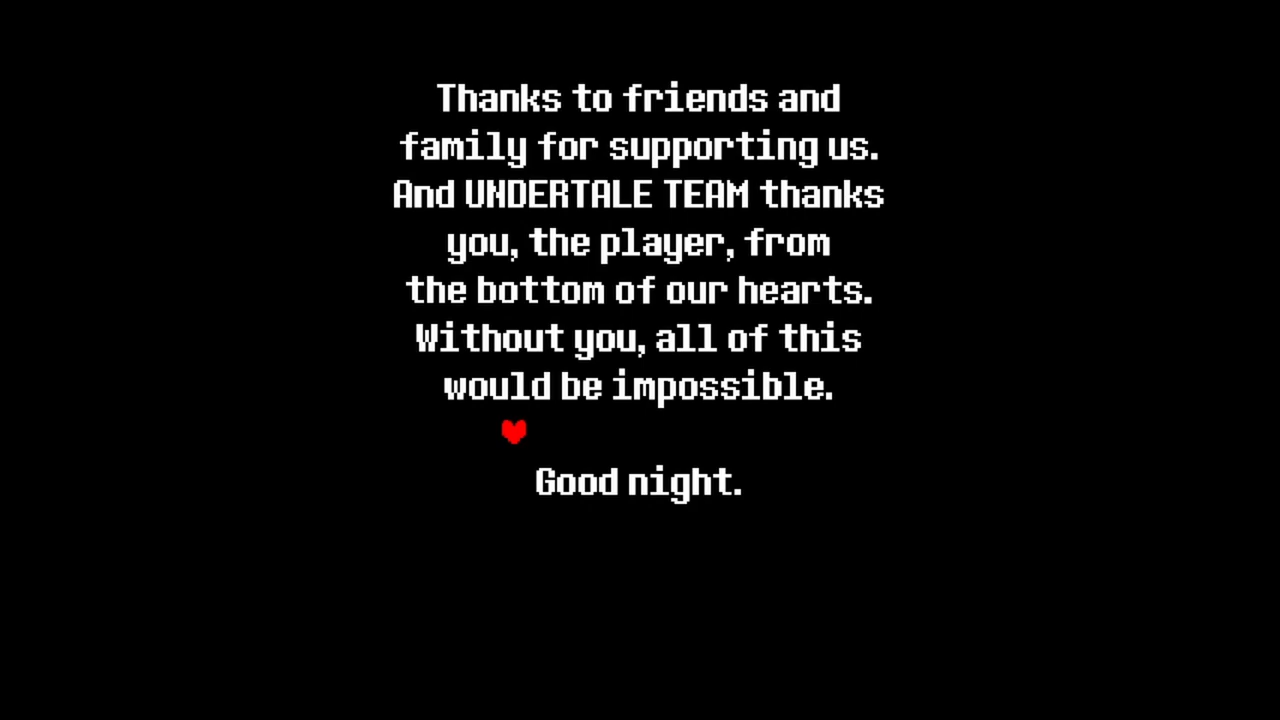 Thanks to friends and
family for supporting us.
And UNDERTALE TEAM thanks
you, the player, from
the bottom of our hearts.
Without you, all of this
would be impossible.
Good night.